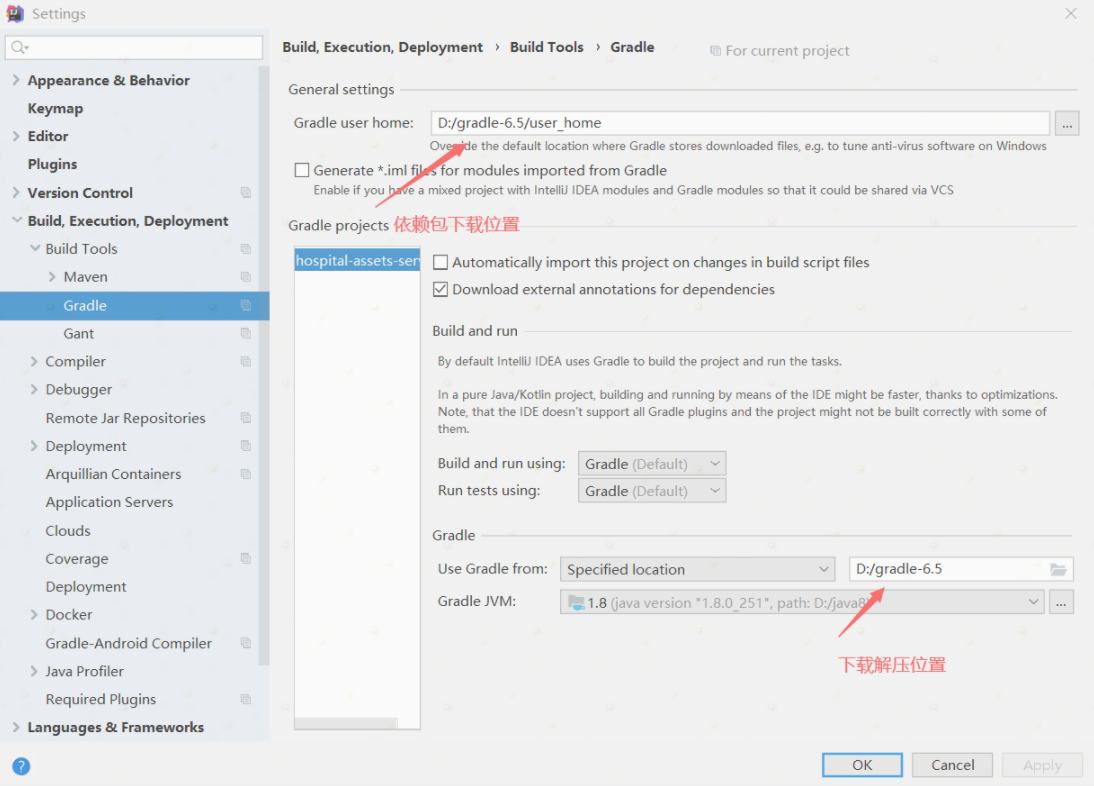 Settings
Build, Execution, Deployment › Build Tools › Gradle For current project
Appearance & Behavior
Keymap
Editor
Plugins
Version Control
Build, Execution, Deployment
Build Tools
Maven
Gradle
Gant
Compiler
Debugger
Remote Jar Repositories
Deployment
Arquillian Containers
Application Servers
Clouds
Coverage
Deployment
Docker
Gradle-Android Compiler
Java Profiler
Required Plugins
Languages & Frameworks
General settings
Gradle user home: D:/gradle-6.5/user_home ...
Override the default location where Gradle stores downloaded files, e.g. to tune anti-virus software on Windows
Generate *.iml files for modules imported from Gradle
Enable if you have a mixed project with IntelliJ IDEA modules and Gradle modules so that it could be shared via VCS
Gradle projects 依赖包下载位置
hospital-assets-ser
Automatically import this project on changes in build script files
Download external annotations for dependencies
Build and run
By default IntelliJ IDEA uses Gradle to build the project and run the tasks.
In a pure Java/Kotlin project, building and running by means of the IDE might be faster, thanks to optimizations.
Note, that the IDE doesn't support all Gradle plugins and the project might not be built correctly with some of
them.
Build and run using: Gradle (Default)
Run tests using: Gradle (Default)
Gradle
Use Gradle from: Specified location D:/gradle-6.5
Gradle JVM: 1.8 (java version "1.8.0_251", path: D:/java8) ...
下载解压位置
? OK Cancel Apply